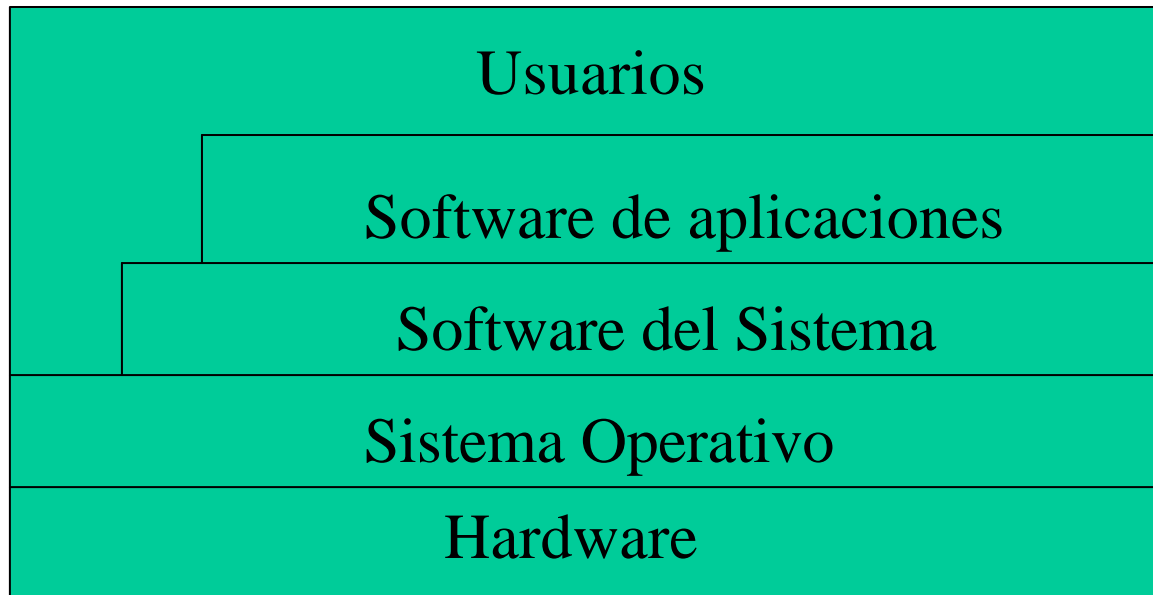 Usuarios
Software de aplicaciones
Software del Sistema
Sistema Operativo
Hardware